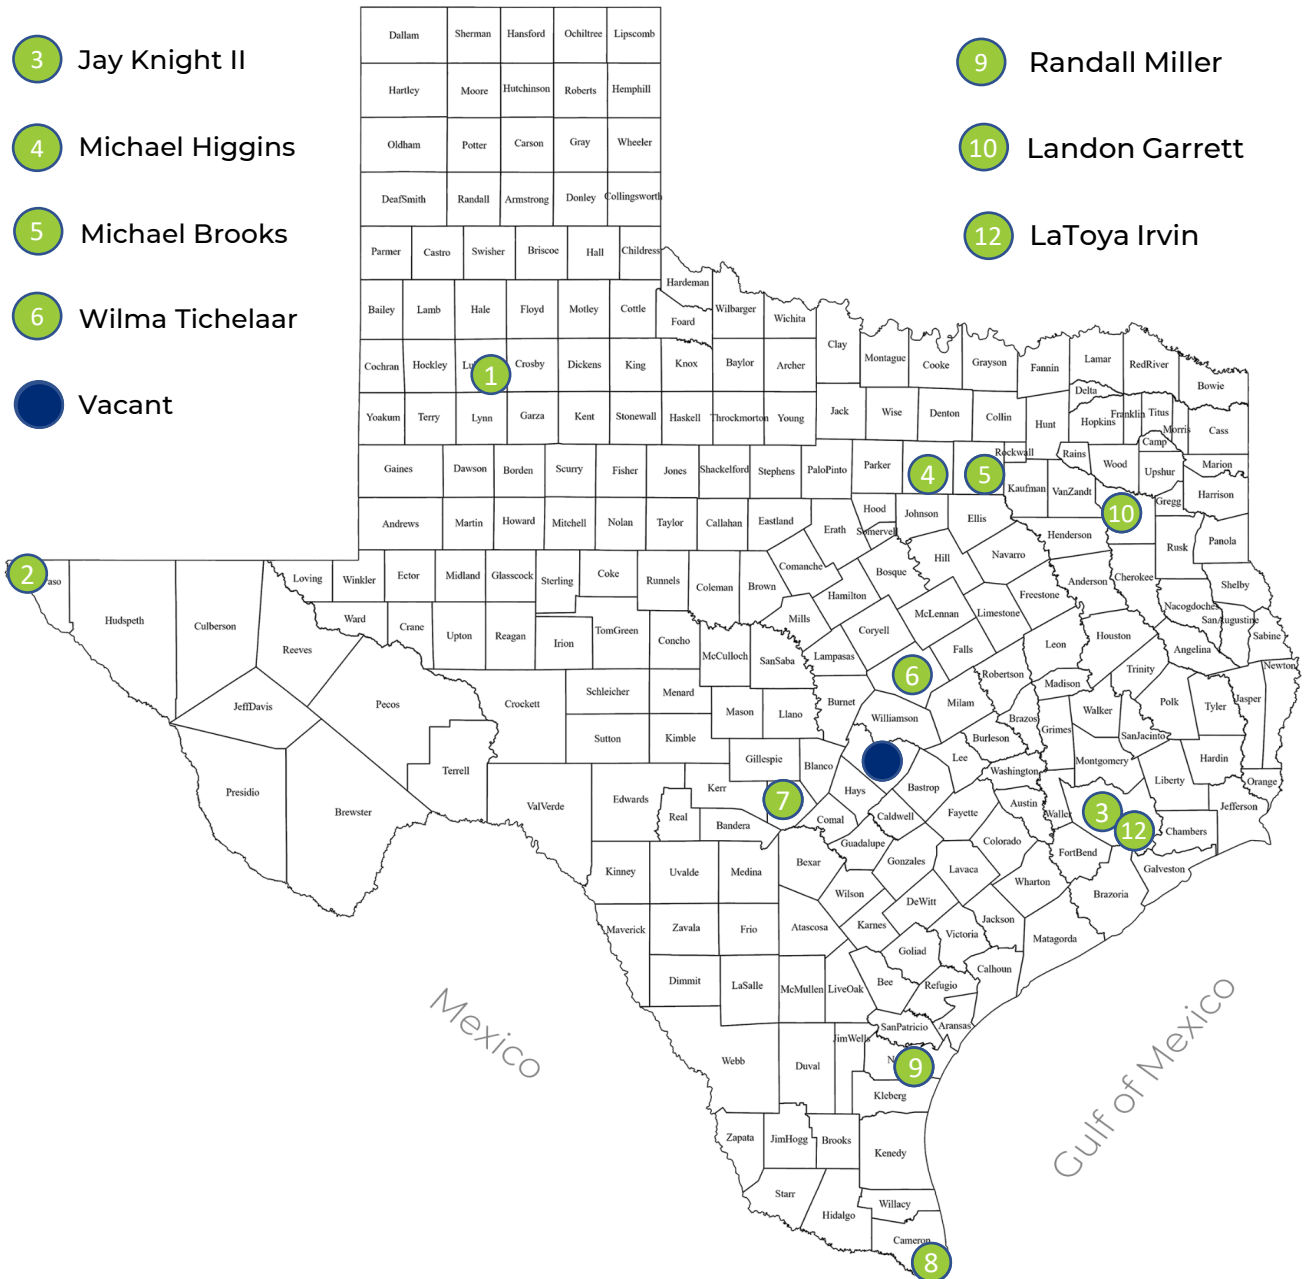 3 Jay Knight II
4 Michael Higgins
5 Michael Brooks
6 Wilma Tichelaar
Vacant
9 Randall Miller
10 Landon Garrett
12 LaToya Irvin
Dallam Sherman Hansford Ochiltree Lipscomb
Hartley Moore Hutchinson Roberts Hemphill
Oldham Potter Carson Gray Wheeler
DeafSmith Randall Armstrong Donley Collingsworth
Parmer Castro Swisher Briscoe Hall Childress
Hardeman
Bailey Lamb Hale Floyd Motley Cottle Foard Wilbarger Wichita
Clay Montague Cooke Grayson Fannin Lamar RedRiver Bowie
Cochran Hockley Lu 1 Crosby Dickens King Knox Baylor Archer
Delta
Yoakum Terry Lynn Garza Kent Stonewall Haskell Throckmorton Young Jack Wise Denton Collin Hunt Hopkins Franklin Titus Morris Cass
Camp
Gaines Dawson Borden Scurry Fisher Jones Shackelford Stephens PaloPinto Parker 4 5 Rockwall Rains Wood Upshur Marion
Kaufman VanZandt Gregg Harrison
Andrews Martin Howard Mitchell Nolan Taylor Callahan Eastland Erath Hood Somervell Johnson Ellis 10
Henderson Rusk Panola
2 aso Loving Winkler Ector Midland Glasscock Sterling Coke Runnels Coleman Brown Comanche Bosque Hill Navarro Anderson Cherokee Shelby
Hudspeth Culberson Reeves Ward Crane Upton Reagan Irion TomGreen Concho Mills Hamilton McLennan Limestone Freestone Nacogdoches SanAugustine Sabine
McCulloch SanSaba Lampasas Coryell Falls Leon Houston Angelina Newton
6 Robertson Madison Trinity
JeffDavis Pecos Crockett Schleicher Menard Mason Llano Burnet Williamson Milam Brazos Grimes Walker Polk Tyler Jasper
Sutton Kimble Burleson SanJacinto
Gillespie Blanco Lee Washington Montgomery Hardin
Presidio Brewster Terrell ValVerde Edwards Kerr 7 Hays Bastrop Liberty Orange
Real Bandera Comal Caldwell Fayette Austin Waller 3 12 Chambers Jefferson
Guadalupe Colorado FortBend
Kinney Uvalde Medina Bexar Gonzales Lavaca Wharton Brazoria Galveston
Wilson DeWitt
Maverick Zavala Frio Atascosa Karnes Victoria Jackson Matagorda
Goliad
Dimmit LaSalle McMullen LiveOak Bee Refugio Calhoun
SanPatricio Aransas
Webb Duval JimWells N 9
Kleberg
Zapata JimHogg Brooks Kenedy
Starr Hidalgo Willacy
Cameron
8
Mexico
Gulf of Mexico